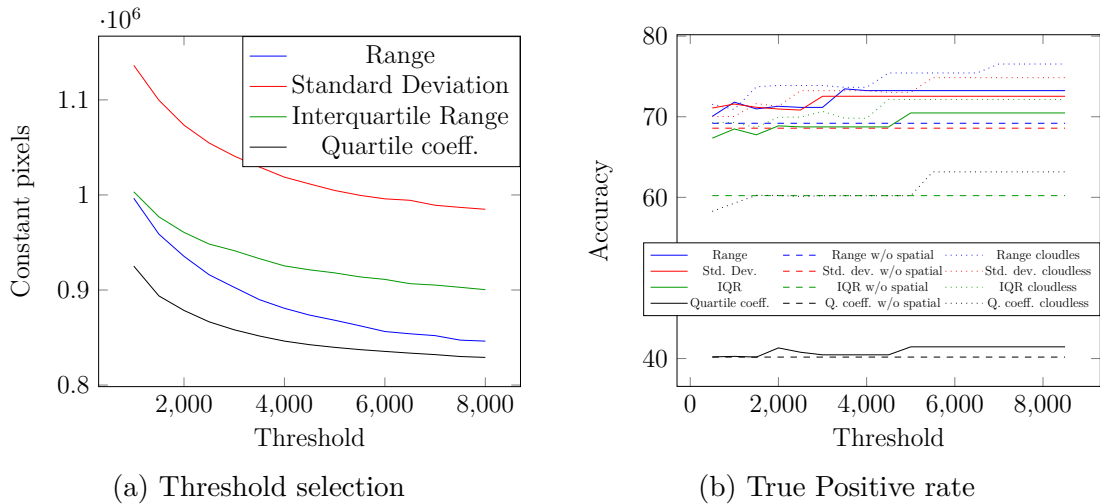 ·10^6
1.1
1
0.9
0.8
Constant pixels
Range
Standard Deviation
Interquartile Range
Quartile coeff.
2,000 4,000 6,000 8,000
Threshold
(a) Threshold selection
80
70
60
40
Accuracy
Range Range w/o spatial Range cloudles
Std. Dev. Std. dev. w/o spatial Std. dev. cloudless
IQR IQR w/o spatial IQR cloudless
Quartile coeff. Q. coeff. w/o spatial Q. coeff. cloudless
0 2,000 4,000 6,000 8,000
Threshold
(b) True Positive rate